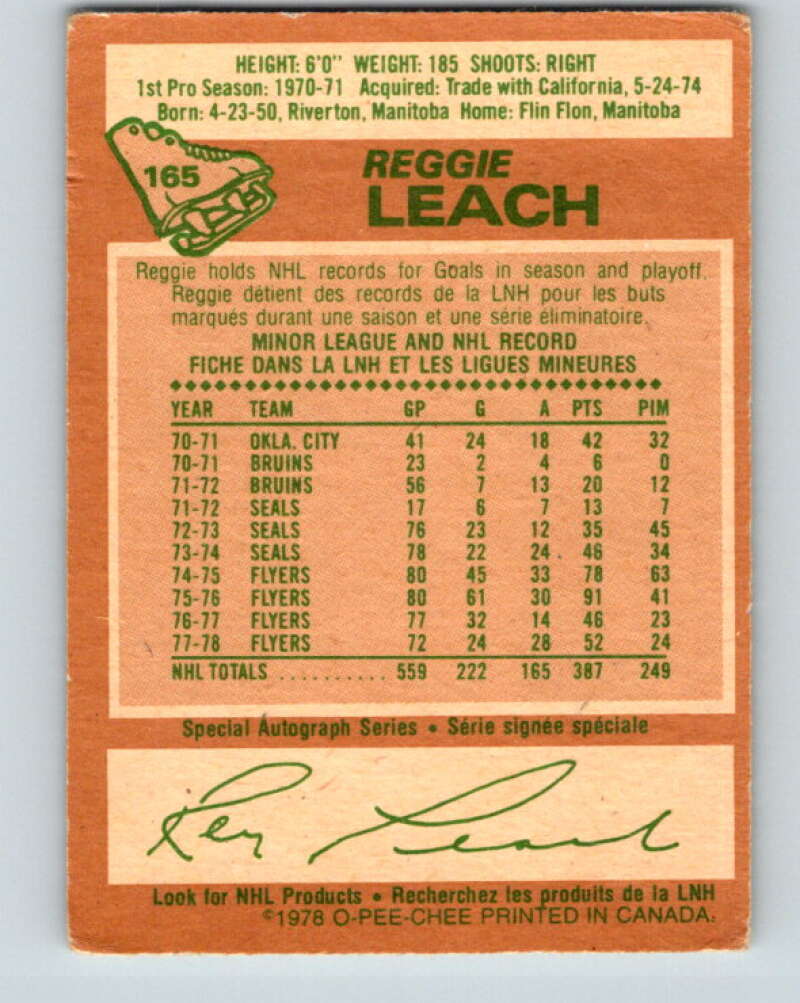 HEIGHT: 6'0" WEIGHT: 185 SHOOTS: RIGHT
1st Pro Season: 1970-71 Acquired: Trade with California, 5-24-74
Born: 4-23-50, Riverton, Manitoba Home: Flin Flon, Manitoba
165
REGGIE
LEACH
Reggie holds NHL records for Goals in season and playoff.
Reggie détient des records de la LNH pour les buts
marqués durant une saison et une série éliminatoire.
MINOR LEAGUE AND NHL RECORD
FICHE DANS LA LNH ET LES LIGUES MINEURES
YEAR TEAM GP G A PTS PIM
70-71 OKLA. CITY 41 24 18 42 32
70-71 BRUINS 23 2 4 6 0
71-72 BRUINS 56 7 13 20 12
71-72 SEALS 17 6 7 13 7
72-73 SEALS 76 23 12 35 45
73-74 SEALS 78 22 24 46 34
74-75 FLYERS 80 45 33 78 63
75-76 FLYERS 80 61 30 91 41
76-77 FLYERS 77 32 14 46 23
77-78 FLYERS 72 24 28 52 24
NHL TOTALS .......... 559 222 165 387 249
Special Autograph Series • Série signée spéciale
Reg Leach
Look for NHL Products • Recherchez les produits de la LNH
©1978 O-PEE-CHEE PRINTED IN CANADA.